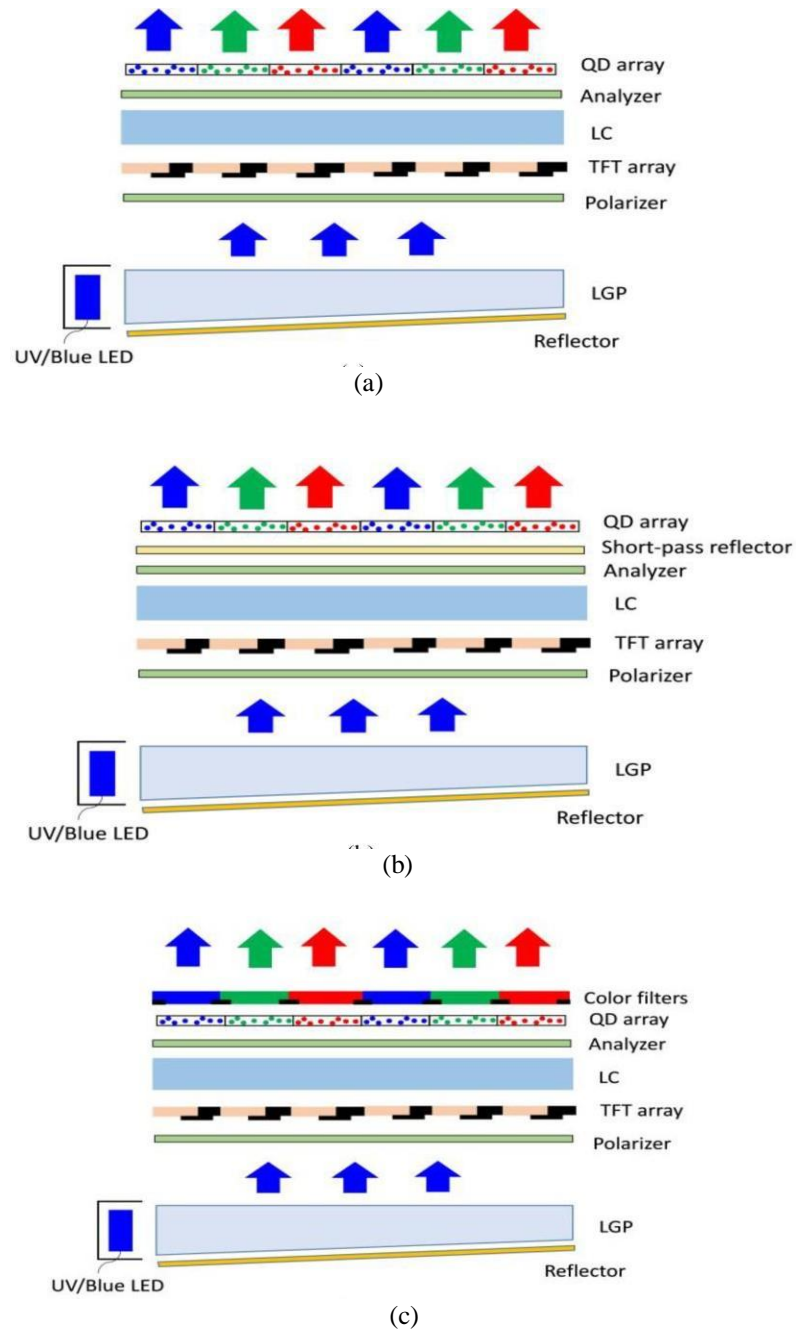 QD array
Analyzer
LC
TFT array
Polarizer
LGP
Reflector
UV/Blue LED
(a)
QD array
Short-pass reflector
Analyzer
LC
TFT array
Polarizer
LGP
Reflector
UV/Blue LED
(b)
Color filters
QD array
Analyzer
LC
TFT array
Polarizer
LGP
Reflector
UV/Blue LED
(c)